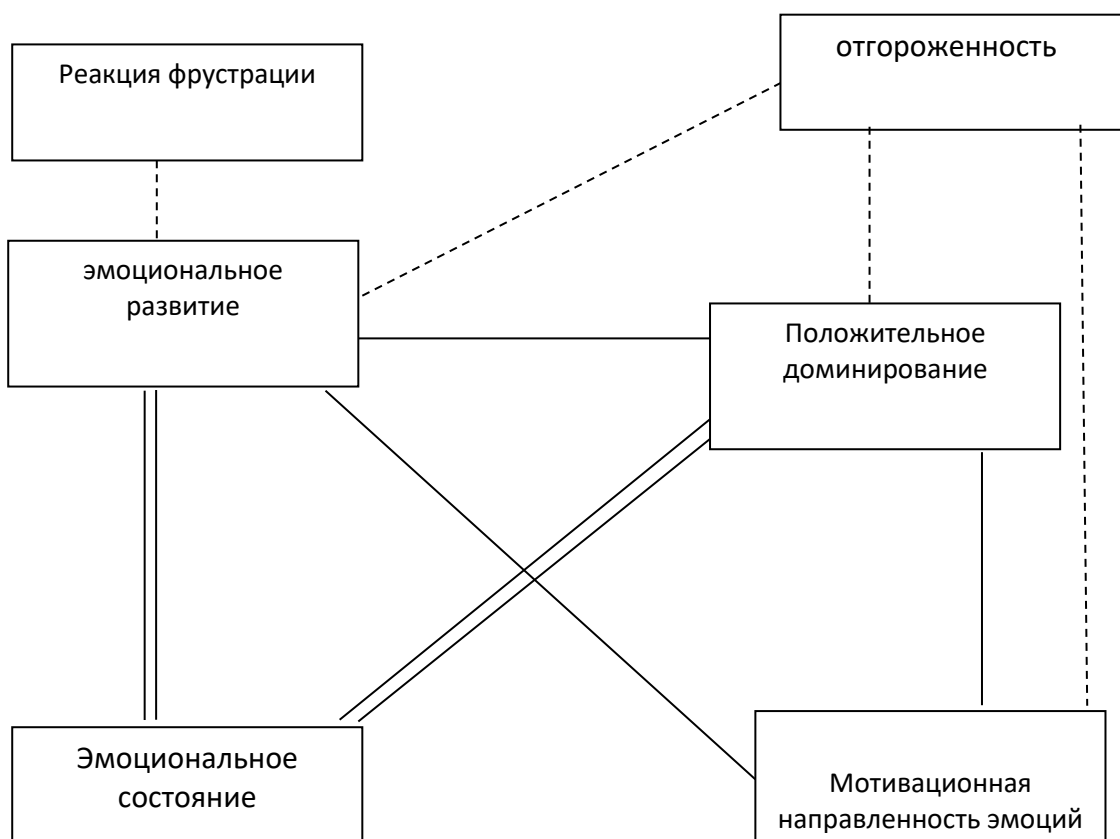 Реакция фрустрации
отгороженность
эмоциональное
развитие
Положительное
доминирование
Эмоциональное
состояние
Мотивационная
направленность эмоций